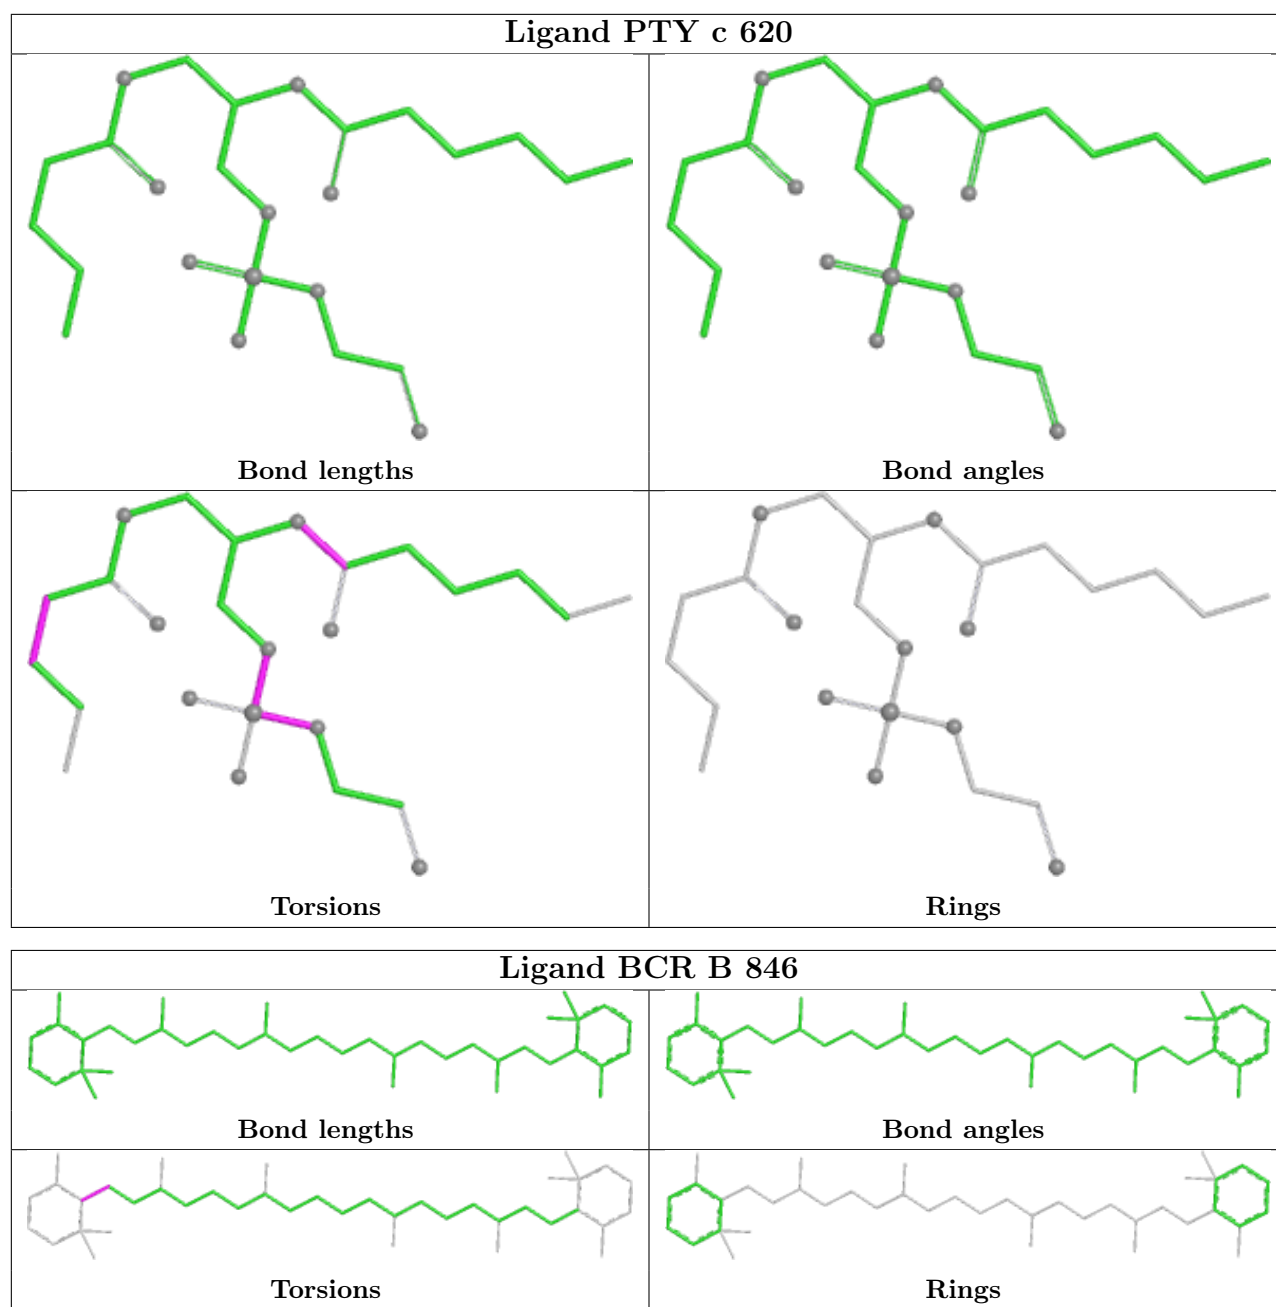 Ligand PTY c 620
Bond lengths
Bond angles
Torsions
Rings
Ligand BCR B 846
Bond lengths
Bond angles
Torsions
Rings